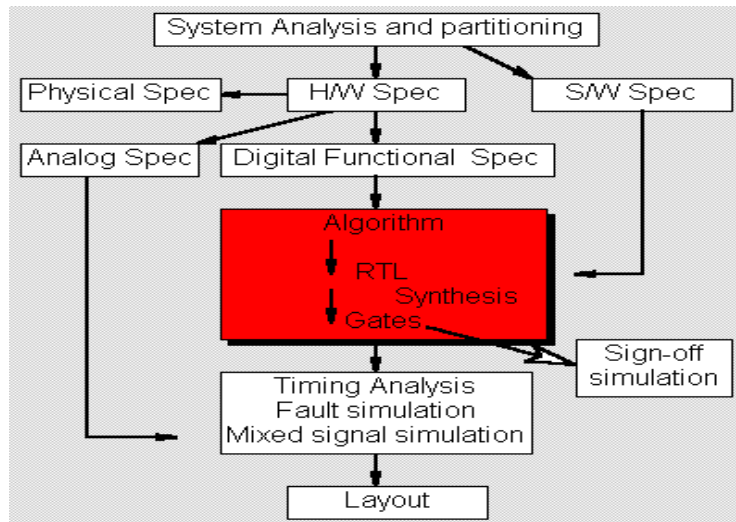 System Analysis and partitioning
Physical Spec
H/W Spec
S/W Spec
Analog Spec
Digital Functional Spec
Algorithm
RTL
Synthesis
Gates
Sign-off
simulation
Timing Analysis
Fault simulation
Mixed signal simulation
Layout